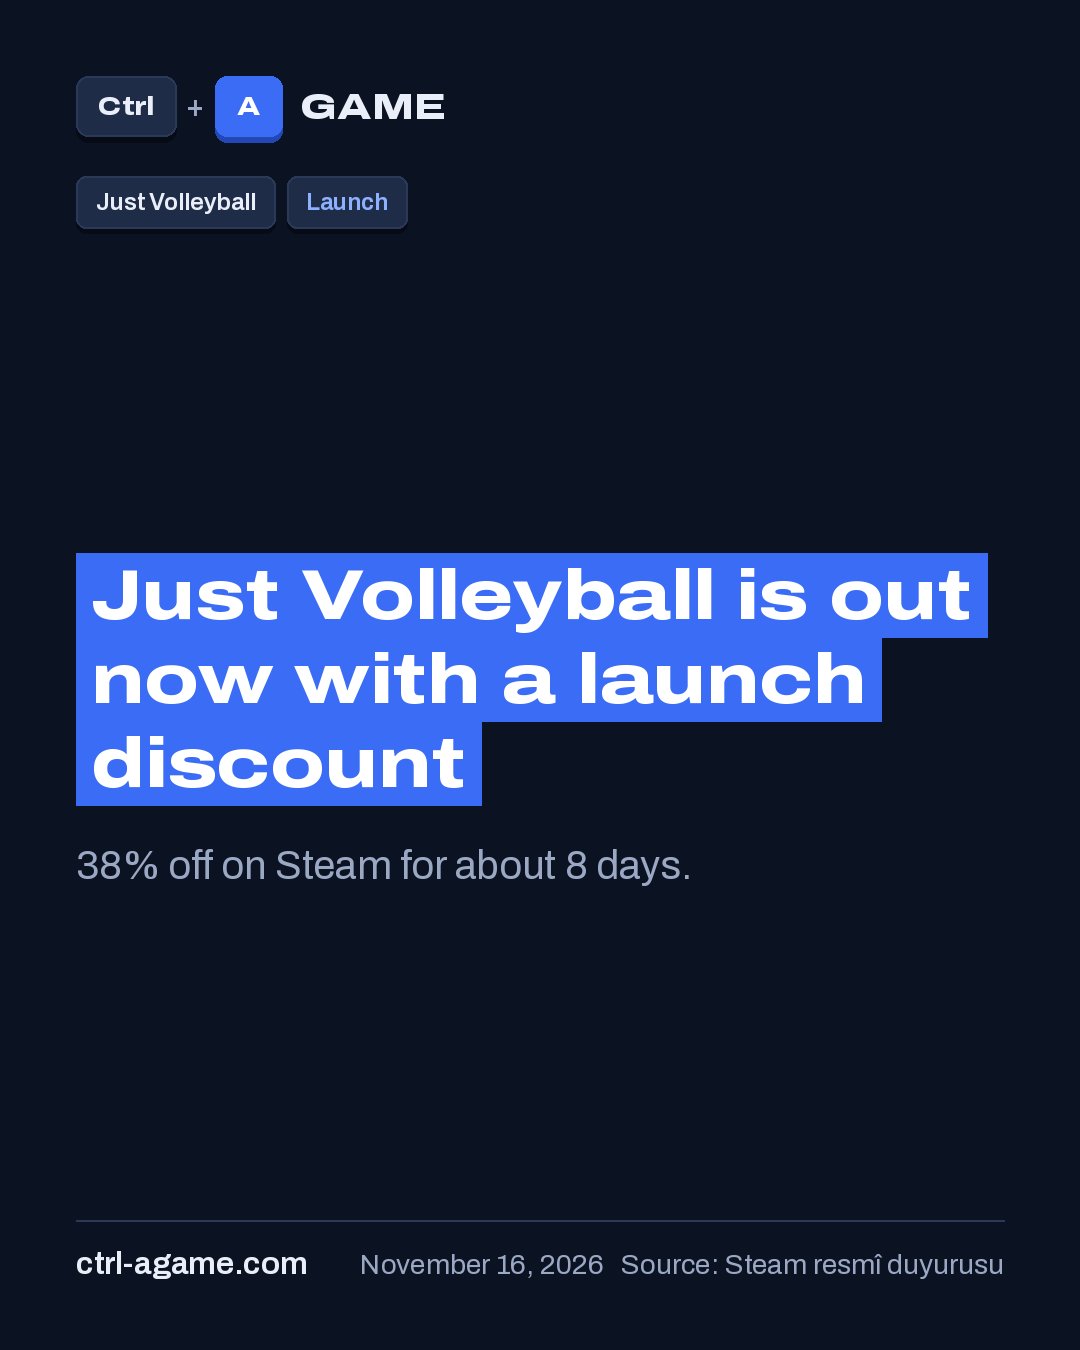 Ctrl + A GAME
Just Volleyball Launch
Just Volleyball is out
now with a launch
discount
38% off on Steam for about 8 days.
ctrl-agame.com November 16, 2026 Source: Steam resmî duyurusu